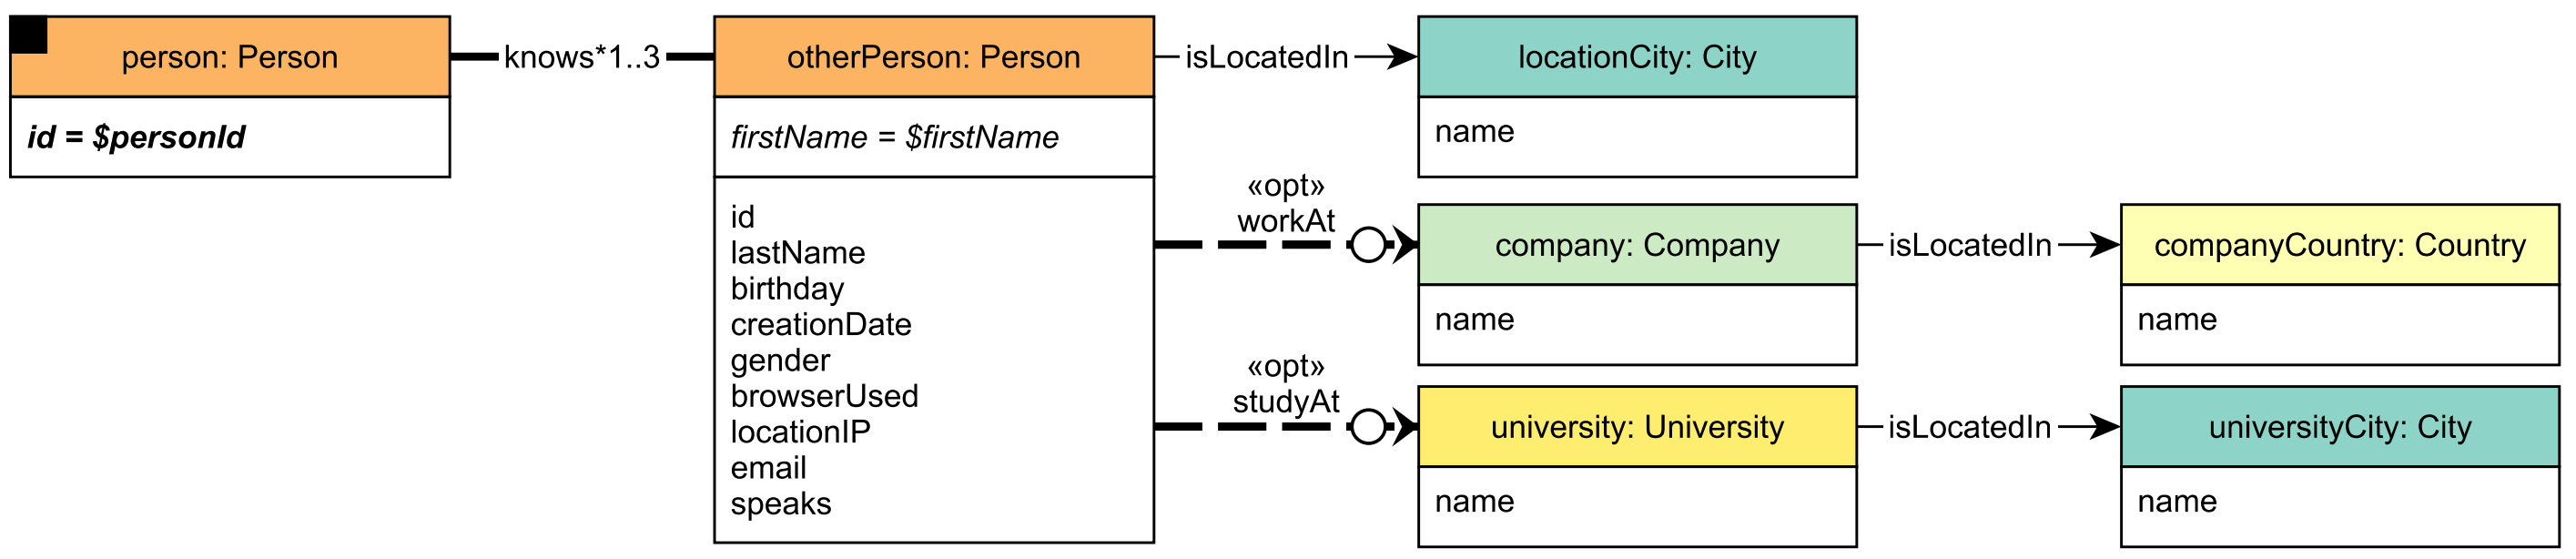 person: Person
id = $personId
knows*1..3
otherPerson: Person
firstName = $firstName
id
lastName
birthday
creationDate
gender
browserUsed
locationIP
email
speaks
isLocatedIn
locationCity: City
name
«opt»
workAt
company: Company
name
isLocatedIn
companyCountry: Country
name
«opt»
studyAt
university: University
name
isLocatedIn
universityCity: City
name